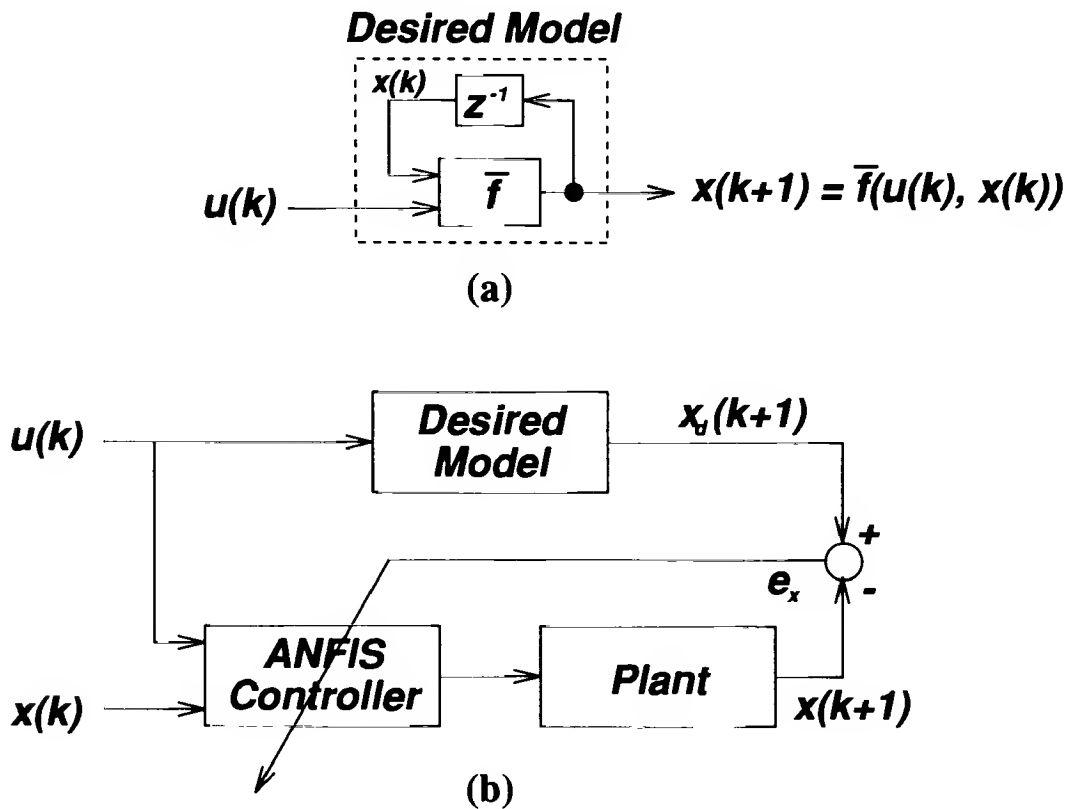 Desired Model
x(k)
z⁻¹
f̅
u(k)
x(k+1) = f̅(u(k), x(k))
(a)
u(k)
Desired
Model
x_d(k+1)
+
e_x
-
ANFIS
Controller
Plant
x(k)
x(k+1)
(b)